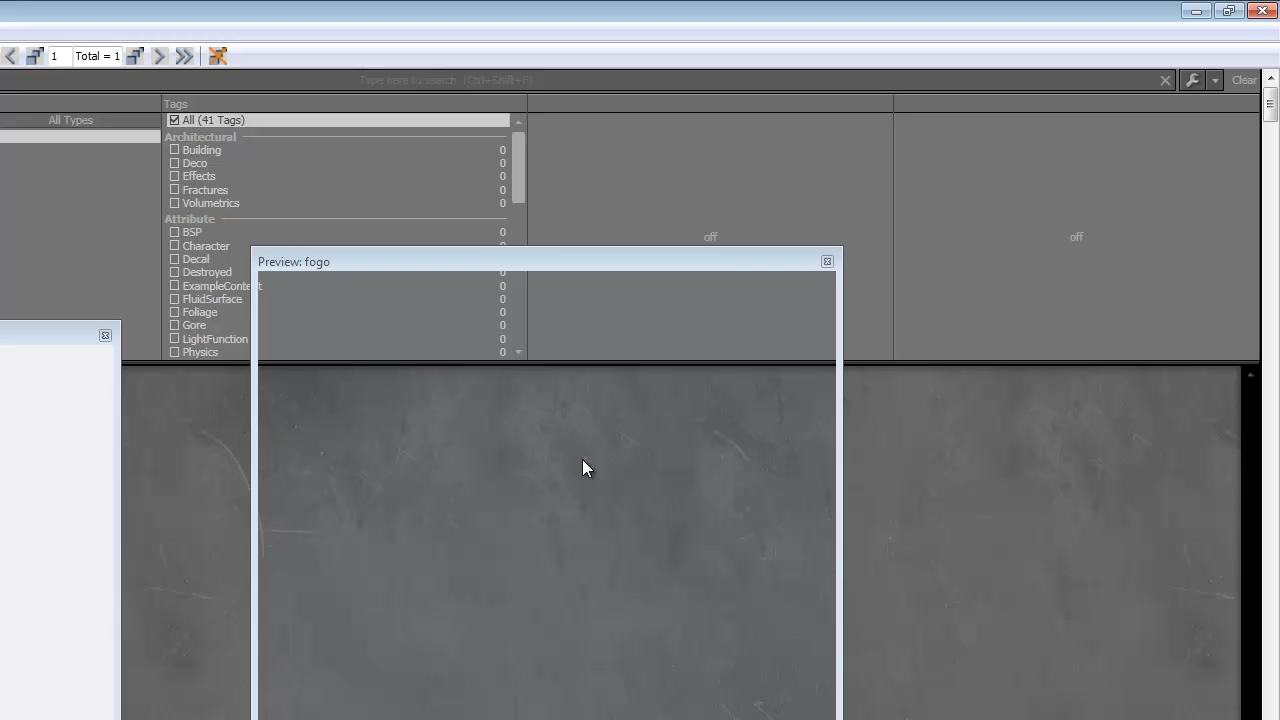 1 Total = 1
Type here to search (Ctrl+Shift+F) Clear
Tags
All Types All (41 Tags)
Architectural
Building 0
Deco 0
Effects 0
Fractures 0
Volumetrics 0
Attribute
BSP 0
Character 0
Decal
Destroyed 0
ExampleContent 0
FluidSurface 0
Foliage 0
Gore 0
LightFunction 0
Physics 0
off off
Preview: fogo